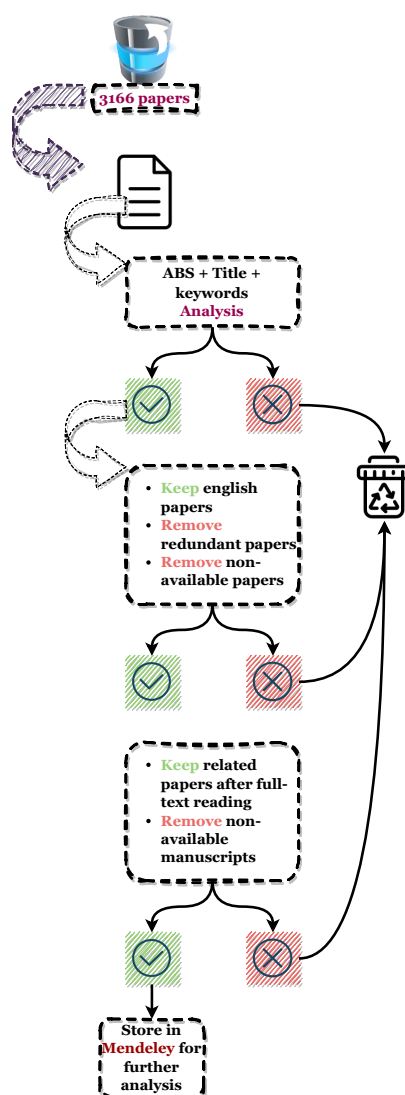 3166 papers
ABS + Title +
keywords
Analysis
• Keep english
papers
• Remove
redundant papers
• Remove non-
available papers
• Keep related
papers after full-
text reading
• Remove non-
available
manuscripts
Store in
Mendeley for
further
analysis